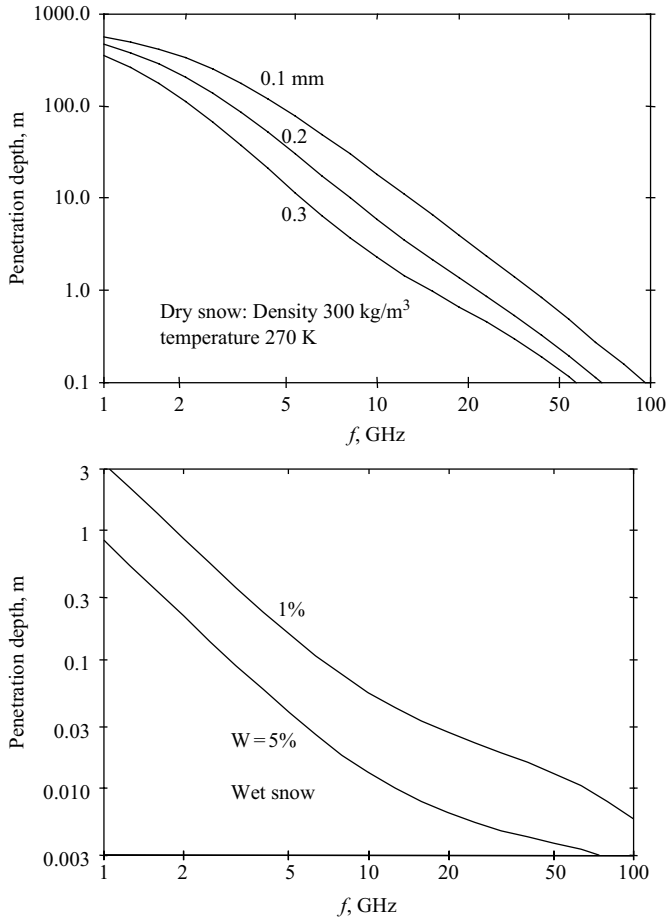 1000.0
100.0
10.0
1.0
0.1
Penetration depth, m
0.1 mm
0.2
0.3
Dry snow: Density 300 kg/m³
temperature 270 K
1 2 5 10 20 50 100
f, GHz
3
1
0.3
0.1
0.03
0.010
0.003
Penetration depth, m
1%
W = 5%
Wet snow
1 2 5 10 20 50 100
f, GHz